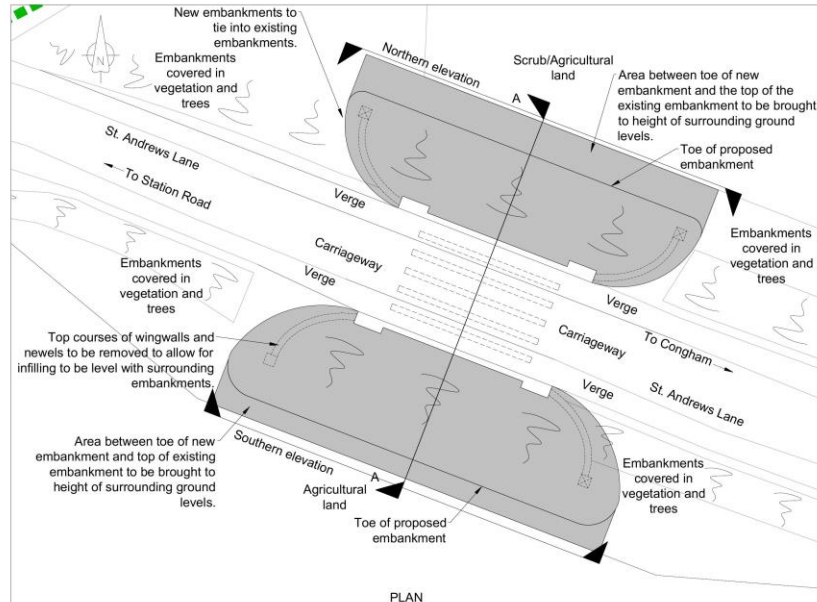 New embankments to
tie into existing
embankments.
N
Embankments
covered in
vegetation and
trees
Northern elevation
A
Scrub/Agricultural
land
Area between toe of new
embankment and the top of the
existing embankment to be brought
to height of surrounding ground
levels.
Toe of proposed
embankment
St. Andrews Lane
To Station Road
Verge
Carriageway
Verge
Embankments
covered in
vegetation and
trees
Embankments
covered in
vegetation and
trees
Verge
To Congham
Carriageway
St. Andrews Lane
Verge
Top courses of wingwalls and
newels to be removed to allow for
infilling to be level with surrounding
embankments.
Area between toe of new
embankment and top of existing
embankment to be brought to
height of surrounding ground
levels.
Southern elevation
A
Agricultural
land
Toe of proposed
embankment
Embankments
covered in
vegetation and
trees
PLAN